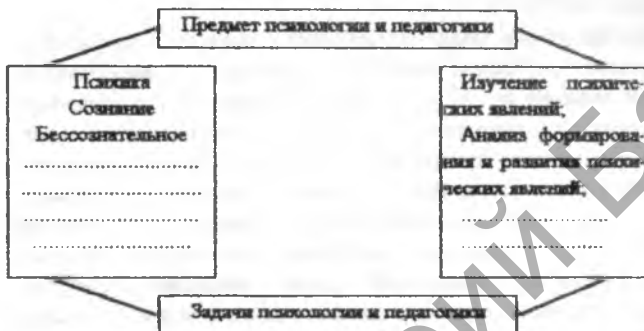 Предмет психологии и педагогики
Психика
Сознание
Бессознательное
Изучение психиче-
ских явлений;
Анализ формирова-
ния и развития психи-
ческих явлений;
Задачи психологии и педагогики